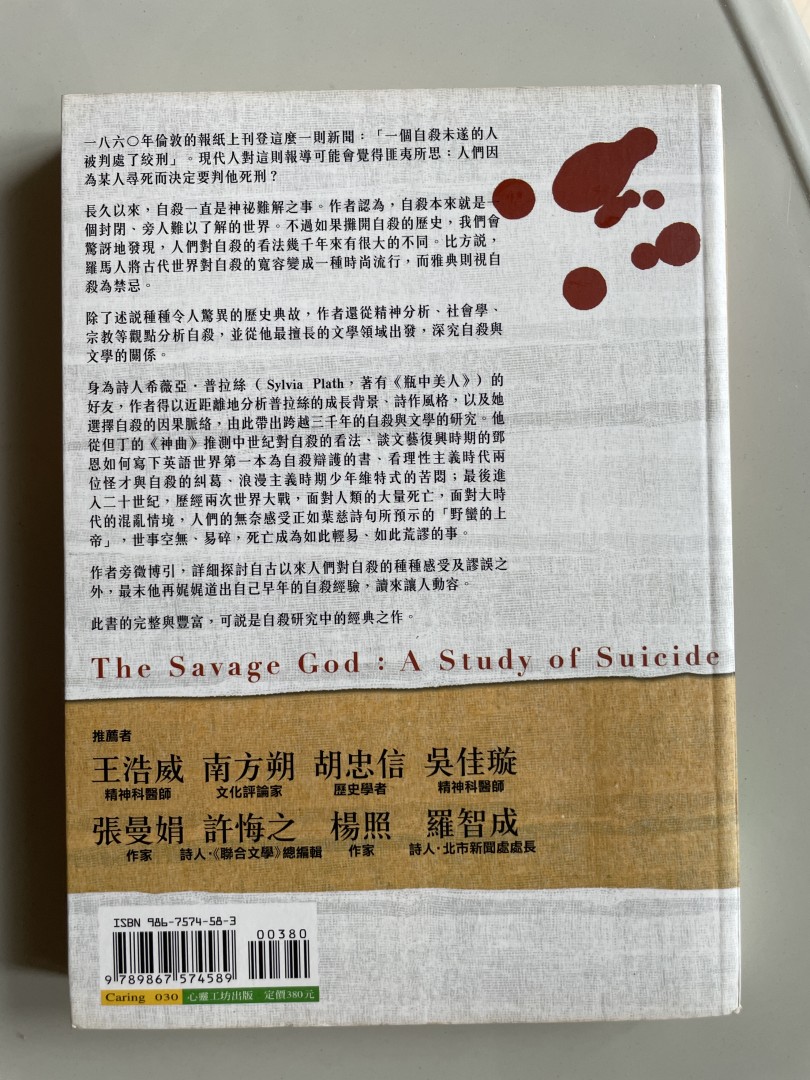 一八六〇年倫敦的報紙上刊登這麼一則新聞：「一個自殺未遂的人
被判處了絞刑」。現代人對這則報導可能會覺得匪夷所思：人們因
為某人尋死而決定要判他死刑？
長久以來，自殺一直是神祕難解之事。作者認為，自殺本來就是一
個封閉、旁人難以了解的世界。不過如果攤開自殺的歷史，我們會
驚訝地發現，人們對自殺的看法幾千年來有很大的不同。比方說，
羅馬人將古代世界對自殺的寬容變成一種時尚流行，而雅典則視自
殺為禁忌。
除了述說種種令人驚異的歷史典故，作者還從精神分析、社會學、
宗教等觀點分析自殺，並從他最擅長的文學領域出發，深究自殺與
文學的關係。
身為詩人希薇亞・普拉絲（Sylvia Plath，著有《瓶中美人》）的
好友，作者得以近距離地分析普拉絲的成長背景、詩作風格，以及她
選擇自殺的因果脈絡，由此帶出跨越三千年的自殺與文學的研究。他
從但丁的《神曲》推測中世紀對自殺的看法、談文藝復興時期的鄧
恩如何寫下英語世界第一本為自殺辯護的書、看理性主義時代兩
位怪才與自殺的糾葛、浪漫主義時期少年維特式的苦悶；最後進
入二十世紀，歷經兩次世界大戰，面對人類的大量死亡，面對大時
代的混亂情境，人們的無奈感受正如葉慈詩句所預示的「野蠻的上
帝」，世事空無、易碎，死亡成為如此輕易、如此荒謬的事。
作者旁徵博引，詳細探討自古以來人們對自殺的種種感受及謬誤之
外，最末他再娓娓道出自己早年的自殺經驗，讀來讓人動容。
此書的完整與豐富，可說是自殺研究中的經典之作。
The Savage God : A Study of Suicide
推薦者
王浩威 南方朔 胡忠信 吳佳璇
精神科醫師 文化評論家 歷史學者 精神科醫師
張曼娟 許悔之 楊照 羅智成
作家 詩人・《聯合文學》總編輯 作家 詩人・北市新聞處處長
ISBN 986-7574-58-3
00380
9 789867 574589
Caring 030 心靈工坊出版 定價380元